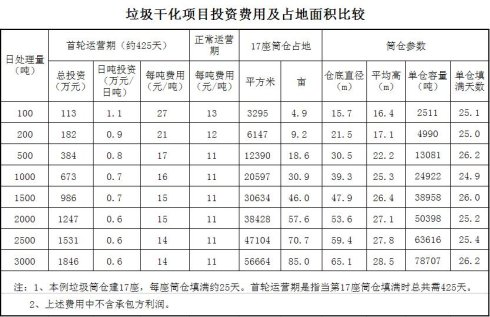 垃圾干化项目投资费用及占地面积比较
日处理量（吨） 首轮运营期（约425天） 正常运营期 17座筒仓占地 筒仓参数
总投资（万元） 日吨投资（万元/日吨） 每吨费用（元/吨） 每吨费用（元/吨） 平方米 亩 仓底直径（m） 平均高（m） 单仓容量（吨） 单仓填满天数
100 113 1.1 27 13 3295 4.9 15.7 16.4 2511 25.1
200 182 0.9 21 12 6147 9.2 21.5 17.1 4990 25.0
500 384 0.8 17 11 12390 18.6 30.5 22.2 13081 26.2
1000 673 0.7 16 11 20597 30.9 39.3 25.3 24922 24.9
1500 986 0.7 15 11 30634 46.0 47.9 26.4 38958 26.0
2000 1247 0.6 15 11 38428 57.6 53.6 27.1 50398 25.2
2500 1531 0.6 14 11 47104 70.7 59.4 27.8 63616 25.4
3000 1846 0.6 14 11 56664 85.0 65.1 28.5 78707 26.2
注：1、本例垃圾筒仓建17座，每座筒仓填满约25天。首轮运营期是指当第17座筒仓填满时总共需425天。
2、上述费用中不含承包方利润。